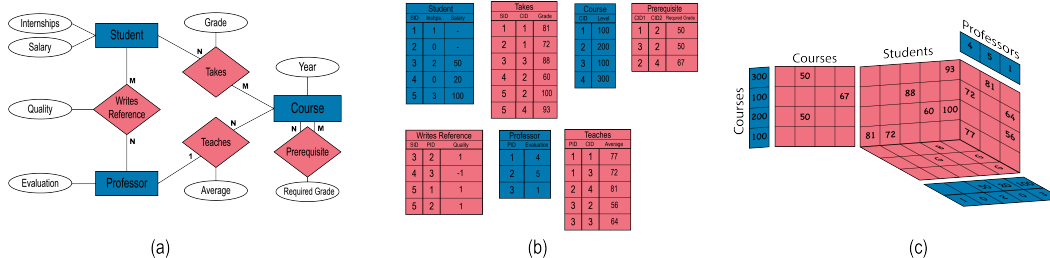 Internships
Salary
Student
Grade
N
Takes
M
M
Year
Quality
Writes
Reference
N
Teaches
N
Course
N
M
Prerequisite
1
Evaluation
Professor
Average
Required Grade
(a)
Student
SID Inships. Salary
1 1 -
2 0 -
3 2 50
4 0 20
5 3 100
Takes
SID CID Grade
1 1 81
2 1 72
3 3 88
4 2 60
5 2 100
5 4 93
Course
CID Level
1 100
2 200
3 100
4 300
Prerequisite
CID1 CID2 Required Grade
1 2 50
3 2 50
2 4 67
Writes Reference
SID PID Quality
3 2 1
4 3 -1
5 1 1
5 2 1
Professor
PID Evaluation
1 4
2 5
3 1
Teaches
PID CID Average
1 1 77
1 3 72
2 4 81
3 2 56
3 3 64
(b)
Courses
Students
Professors
4 5 1
Courses
300 50 93 81
100 67 88 72 64
200 50 60 100 56
100 81 72 77
50 20 100
1 0 2 0
(c)